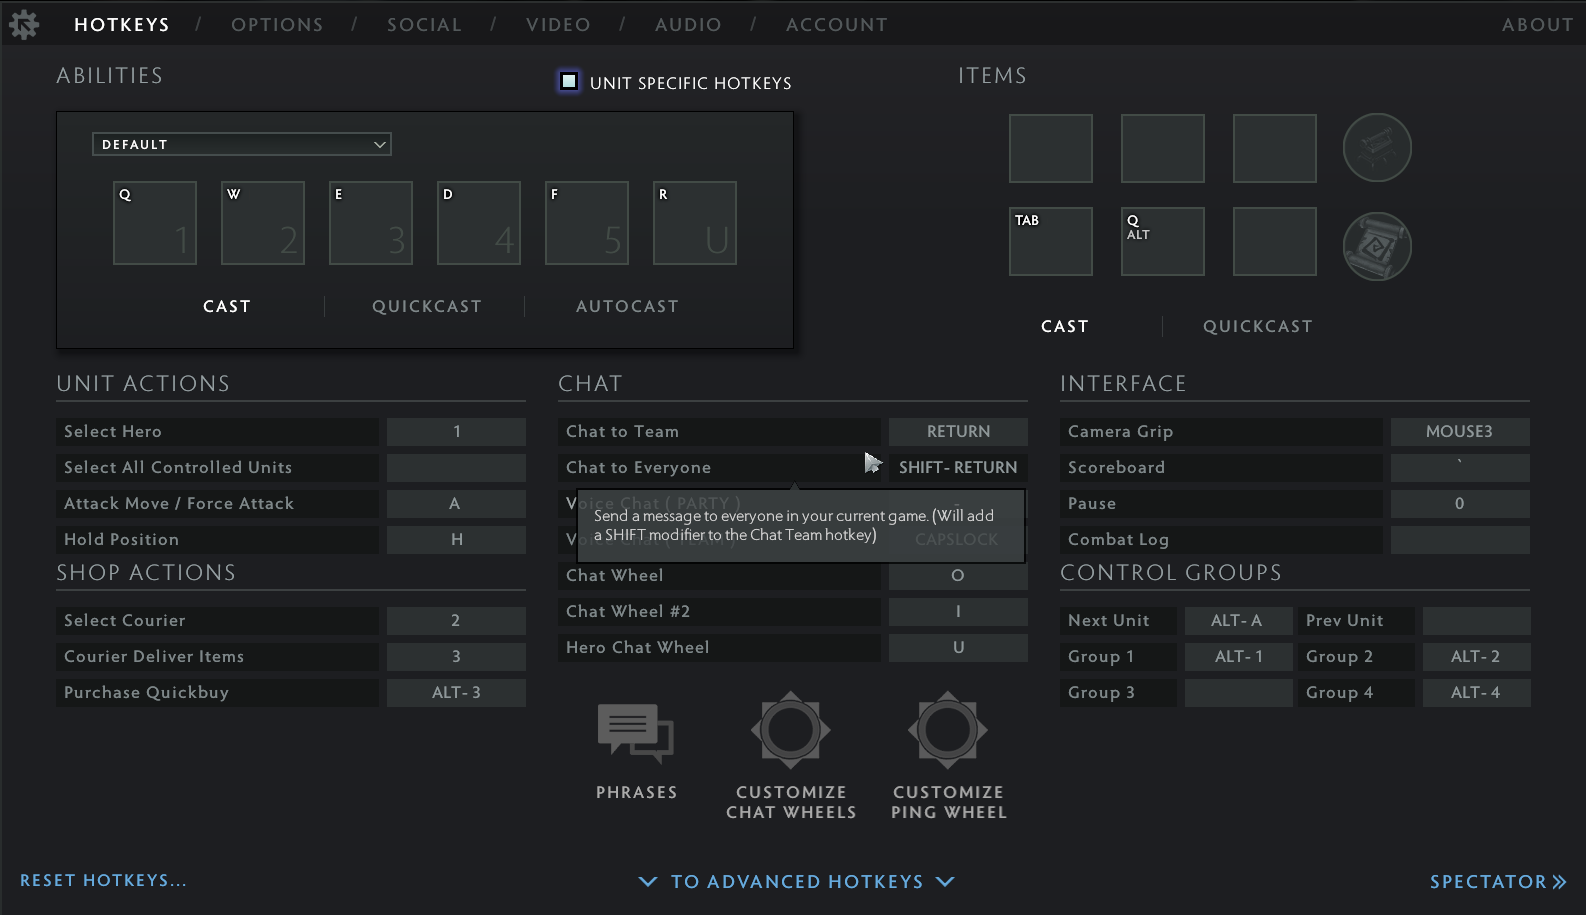 HOTKEYS / OPTIONS / SOCIAL / VIDEO / AUDIO / ACCOUNT
ABOUT
ABILITIES
UNIT SPECIFIC HOTKEYS
DEFAULT
Q 1
W 2
E 3
D 4
F 5
R U
CAST
QUICKCAST
AUTOCAST
ITEMS
TAB
Q
ALT
CAST
QUICKCAST
UNIT ACTIONS
Select Hero 1
Select All Controlled Units
Attack Move / Force Attack A
Hold Position H
SHOP ACTIONS
Select Courier 2
Courier Deliver Items 3
Purchase Quickbuy ALT- 3
CHAT
Chat to Team RETURN
Chat to Everyone SHIFT- RETURN
Voice Chat ( PARTY )
Send a message to everyone in your current game. (Will add
a SHIFT modifier to the Chat Team hotkey)
CAPSLOCK
Chat Wheel O
Chat Wheel #2 I
Hero Chat Wheel U
PHRASES
CUSTOMIZE
CHAT WHEELS
CUSTOMIZE
PING WHEEL
INTERFACE
Camera Grip MOUSE3
Scoreboard `
Pause 0
Combat Log
CONTROL GROUPS
Next Unit ALT- A Prev Unit
Group 1 ALT- 1 Group 2 ALT- 2
Group 3 Group 4 ALT- 4
RESET HOTKEYS...
TO ADVANCED HOTKEYS
SPECTATOR